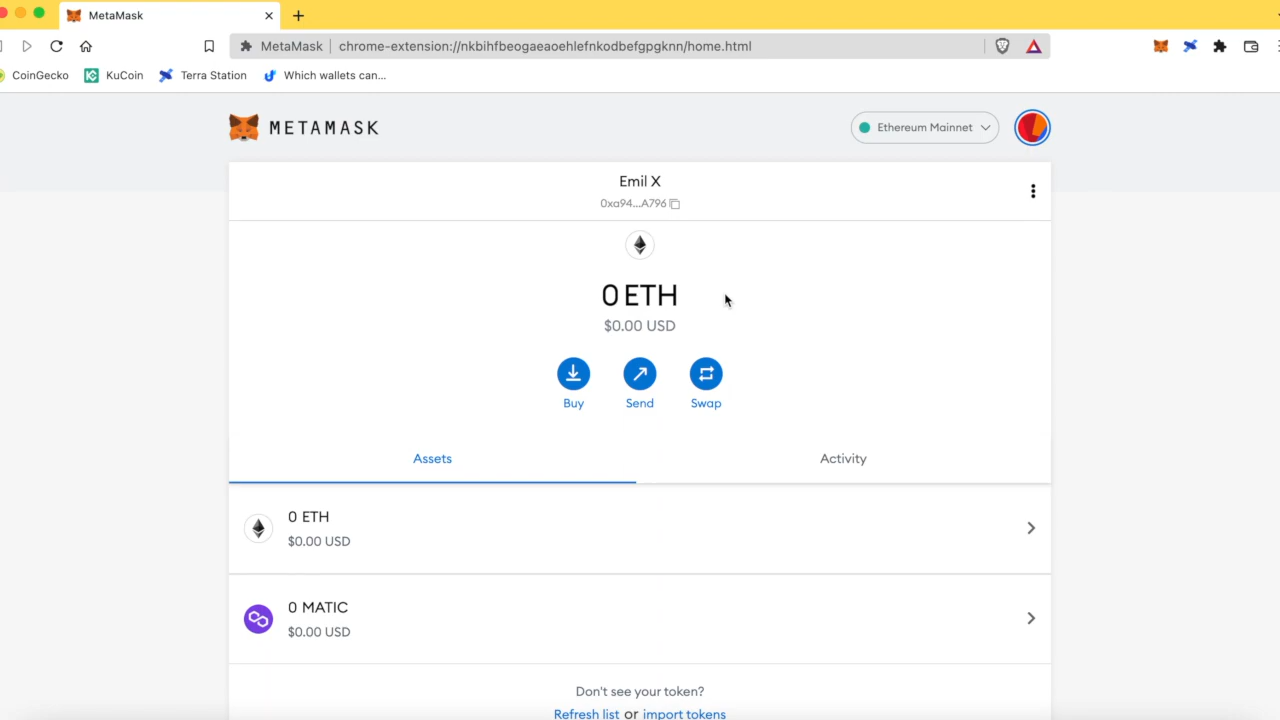 MetaMask
MetaMask chrome-extension://nkbihfbeogaeaoehlefnkodbefgpgknn/home.html
CoinGecko KuCoin Terra Station Which wallets can...
METAMASK
Ethereum Mainnet
Emil X
0xa94...A796
0 ETH
$0.00 USD
Buy Send Swap
Assets Activity
0 ETH
$0.00 USD
0 MATIC
$0.00 USD
Don't see your token?
Refresh list or import tokens